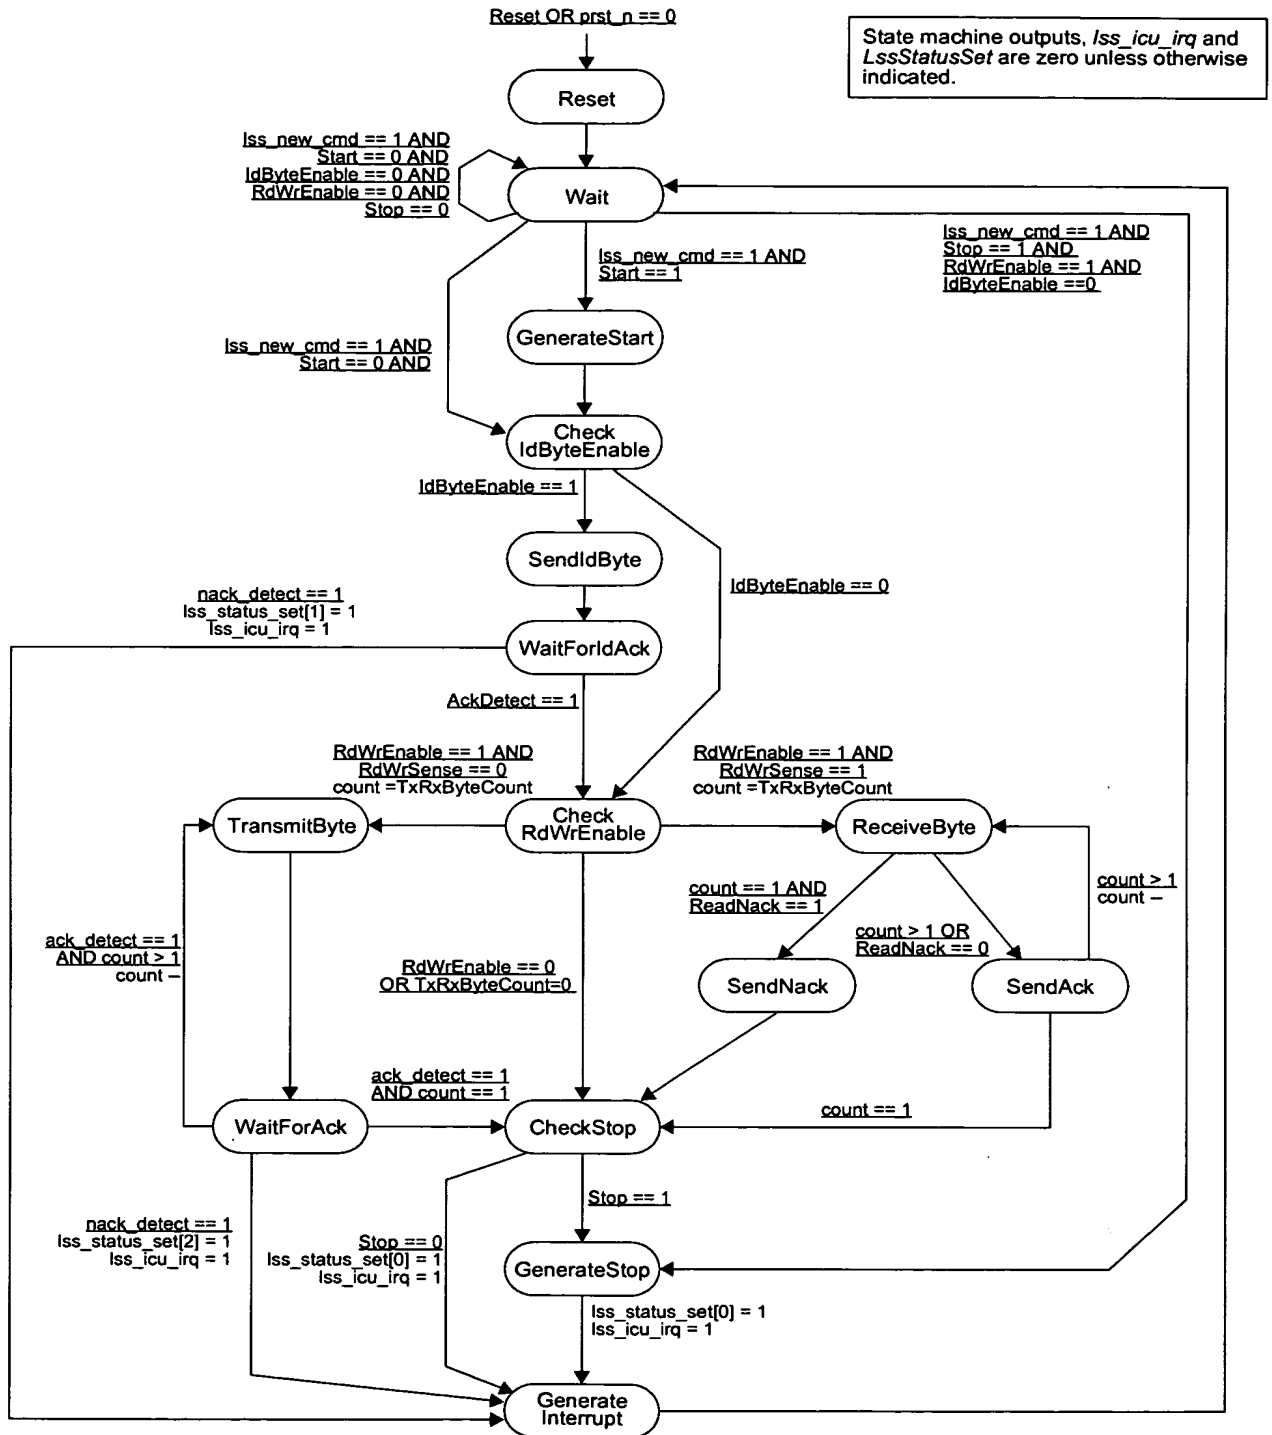 Reset OR prst_n == 0
State machine outputs, lss_icu_irq and
LssStatusSet are zero unless otherwise
indicated.
Reset
lss_new_cmd == 1 AND
Start == 0 AND
IdByteEnable == 0 AND
RdWrEnable == 0 AND
Stop == 0
Wait
lss_new_cmd == 1 AND
Start == 1
lss_new_cmd == 1 AND
Stop == 1 AND
RdWrEnable == 1 AND
IdByteEnable ==0
GenerateStart
lss_new_cmd == 1 AND
Start == 0 AND
Check
IdByteEnable
IdByteEnable == 1
SendIdByte
IdByteEnable == 0
nack_detect == 1
lss_status_set[1] = 1
lss_icu_irq = 1
WaitForIdAck
AckDetect == 1
RdWrEnable == 1 AND
RdWrSense == 0
count =TxRxByteCount
RdWrEnable == 1 AND
RdWrSense == 1
count =TxRxByteCount
TransmitByte
Check
RdWrEnable
ReceiveByte
count == 1 AND
ReadNack == 1
count > 1
count –
count > 1 OR
ReadNack == 0
ack_detect == 1
AND count > 1
count –
RdWrEnable == 0
OR TxRxByteCount=0
SendNack
SendAck
ack_detect == 1
AND count == 1
WaitForAck
CheckStop
count == 1
Stop == 1
nack_detect == 1
lss_status_set[2] = 1
lss_icu_irq = 1
Stop == 0
lss_status_set[0] = 1
lss_icu_irq = 1
GenerateStop
lss_status_set[0] = 1
lss_icu_irq = 1
Generate
Interrupt